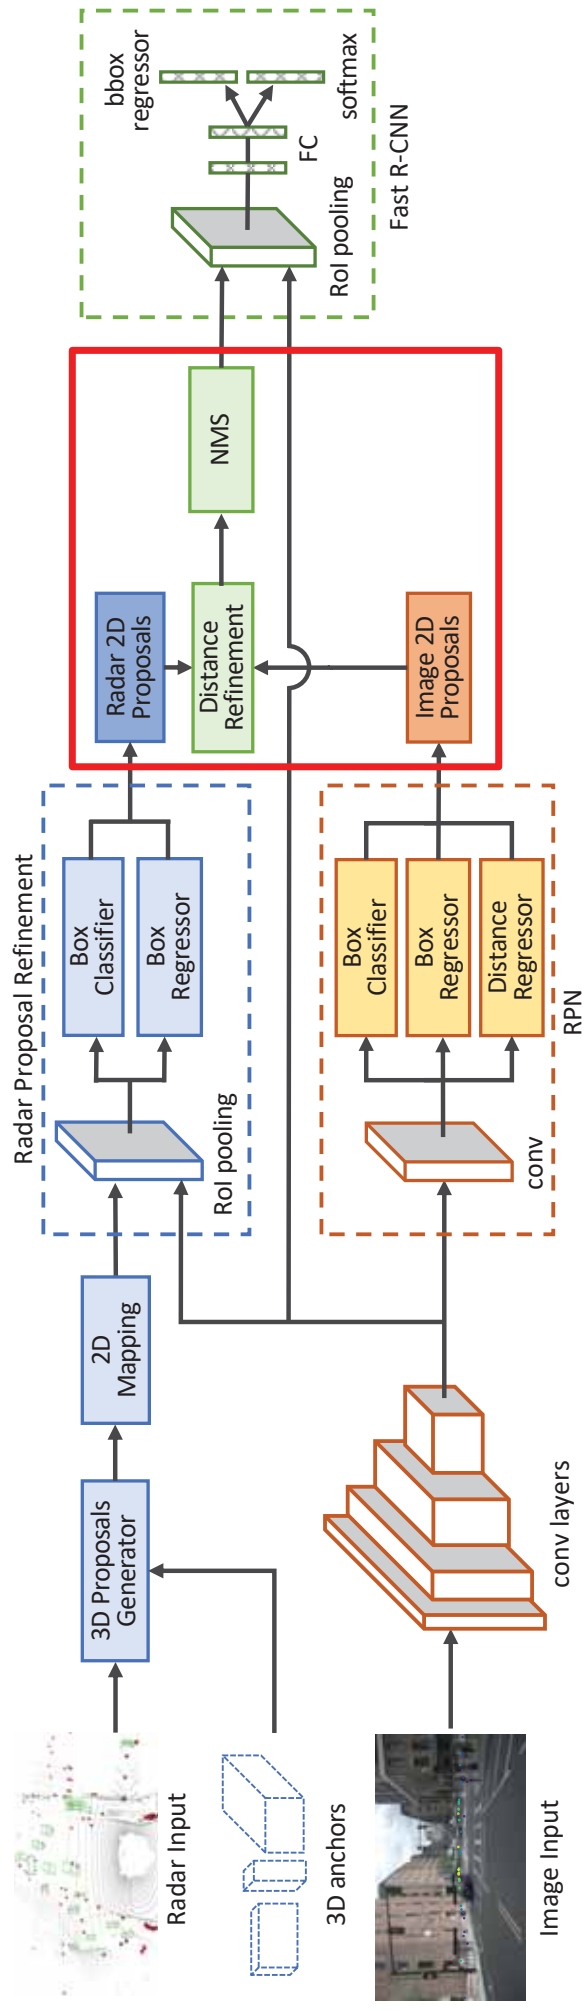 Radar Input
3D anchors
Image Input
3D Proposals
Generator
2D
Mapping
conv layers
Radar Proposal Refinement
RoI pooling
Box
Classifier
Box
Regressor
conv
Box
Classifier
Box
Regressor
Distance
Regressor
RPN
Radar 2D
Proposals
Distance
Refinement
Image 2D
Proposals
NMS
RoI pooling
FC
bbox
regressor
softmax
Fast R-CNN